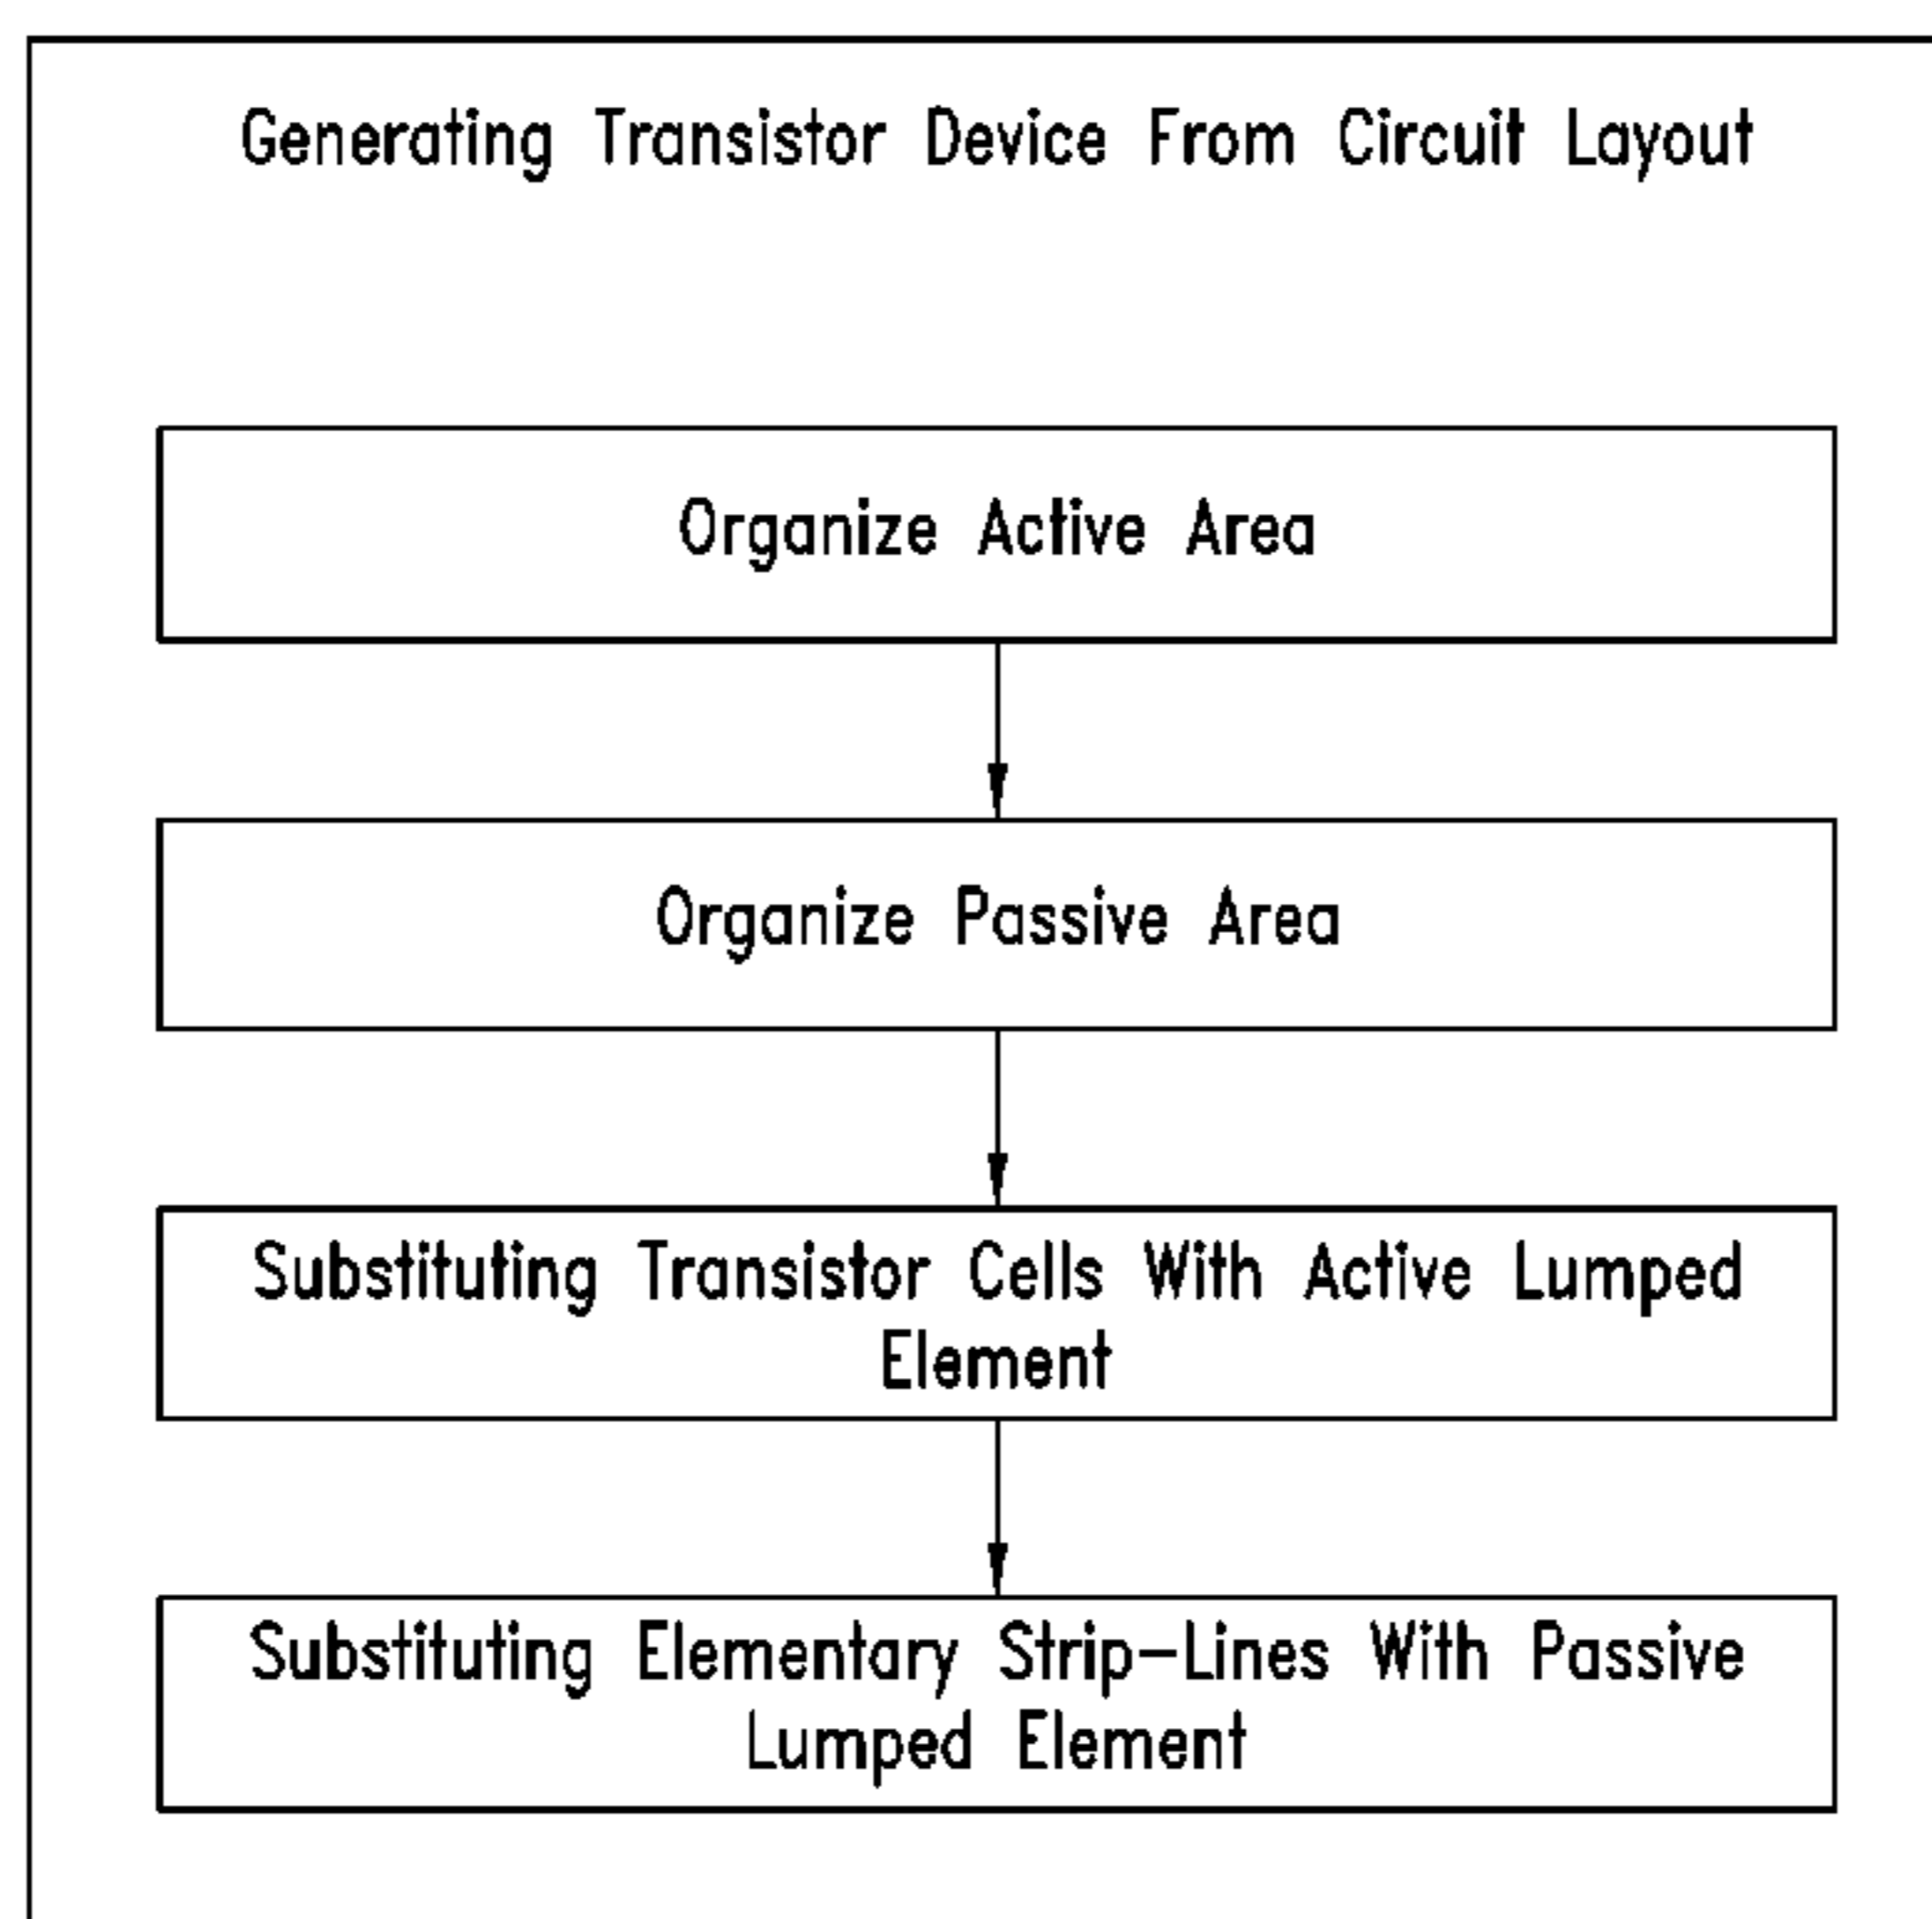 Generating Transistor Device From Circuit Layout
Organize Active Area
Organize Passive Area
Substituting Transistor Cells With Active Lumped
Element
Substituting Elementary Strip-Lines With Passive
Lumped Element